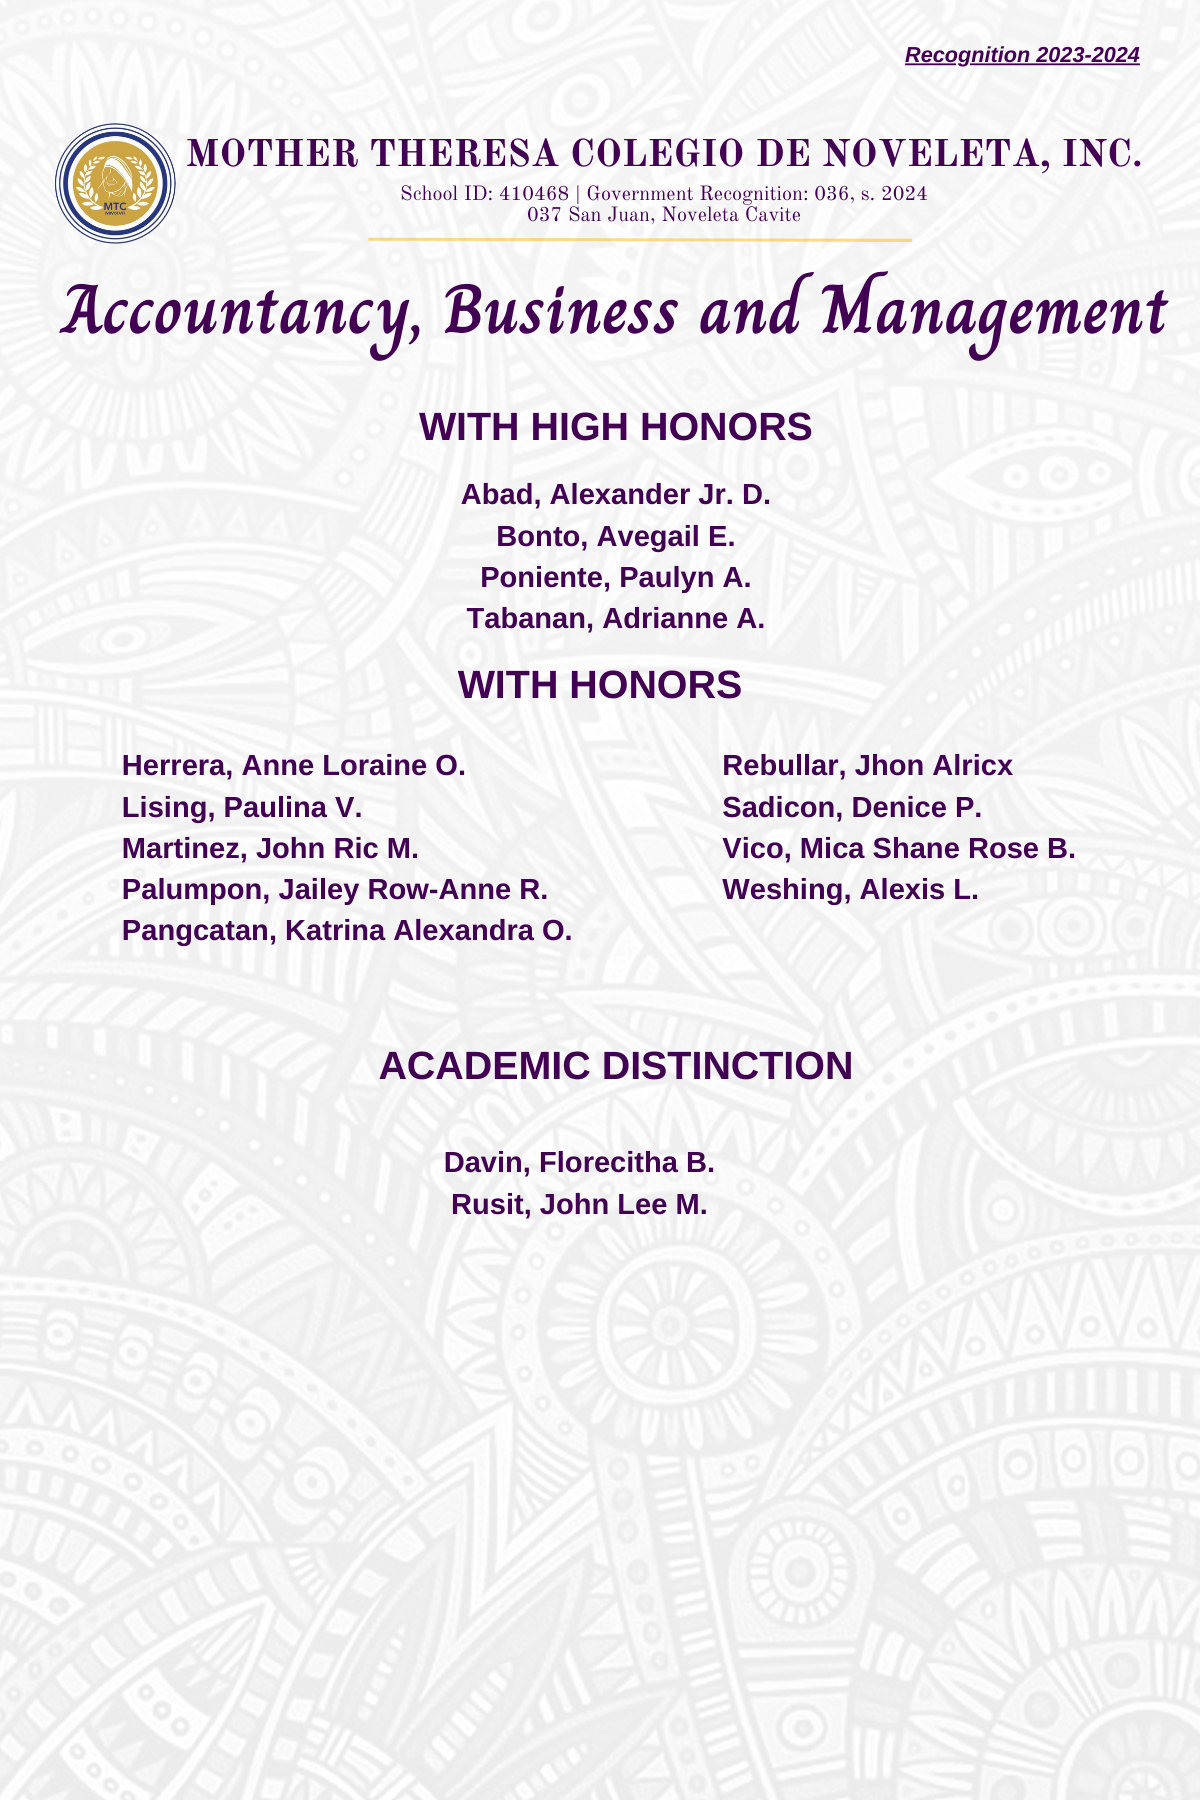 Recognition 2023-2024
MOTHER THERESA COLEGIO DE NOVELETA, INC.
School ID: 410468 | Government Recognition: 036, s. 2024
037 San Juan, Noveleta Cavite
MTC
Accountancy, Business and Management
WITH HIGH HONORS
Abad, Alexander Jr. D.
Bonto, Avegail E.
Poniente, Paulyn A.
Tabanan, Adrianne A.
WITH HONORS
Herrera, Anne Loraine O.
Lising, Paulina V.
Martinez, John Ric M.
Palumpon, Jailey Row-Anne R.
Pangcatan, Katrina Alexandra O.
Rebullar, Jhon Alricx
Sadicon, Denice P.
Vico, Mica Shane Rose B.
Weshing, Alexis L.
ACADEMIC DISTINCTION
Davin, Florecitha B.
Rusit, John Lee M.